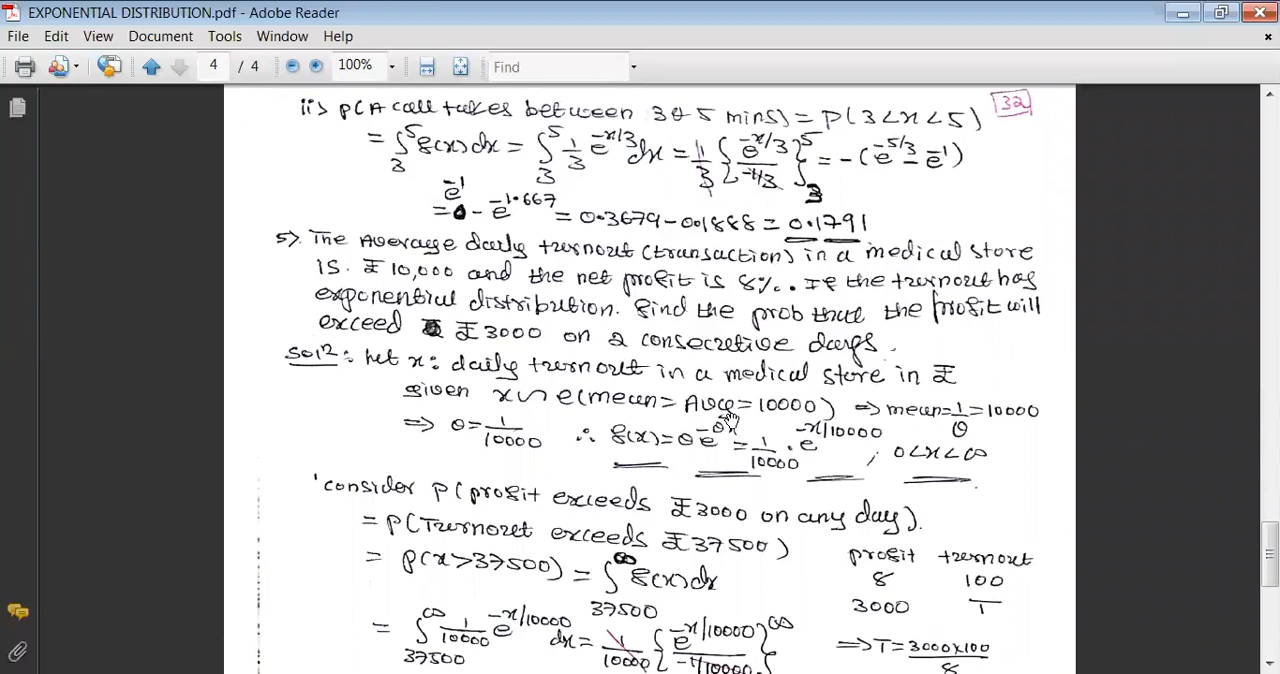 EXPONENTIAL DISTRIBUTION.pdf - Adobe Reader
File Edit View Document Tools Window Help
4 / 4 100% Find
ii) P(A call takes between 3 & 5 mins) = P(3<x<5) 32
= ∫₃⁵ f(x)dx = ∫₃⁵ 1/3 e^{-x/3} dx = 1/3 { e^{-x/3} / -1/3 }₃⁵ = -(e^{-5/3} - e^{-1})
= e^{-1} - e^{-1.667} = 0.3679 - 0.1888 = 0.1791
5). The Average daily turnout (transaction) in a medical store
is. ₹10,000 and the net profit is 8%. If the turnout has
exponential distribution. find the prob that the profit will
exceed ₹3000 on 2 consecutive days.
Sol²: Let x: daily turnout in a medical store in ₹
given x ~ e(mean = Avg = 10000) ⇒ mean = 1/θ = 10000
⇒ θ = 1/10000 ∴ f(x) = θ e^{-θx} = 1/10000 . e^{-x/10000} ; 0<x<∞
consider P(profit exceeds ₹3000 on any day).
= P(Turnout exceeds ₹37500)
= P(x>37500) = ∫₃₇₅₀₀^∞ f(x)dx
profit turnout
8 100
3000 T
= ∫₃₇₅₀₀^∞ 1/10000 e^{-x/10000} dx = 1/10000 { e^{-x/10000} / -1/10000 }^∞
⇒ T = 3000x100 / 8